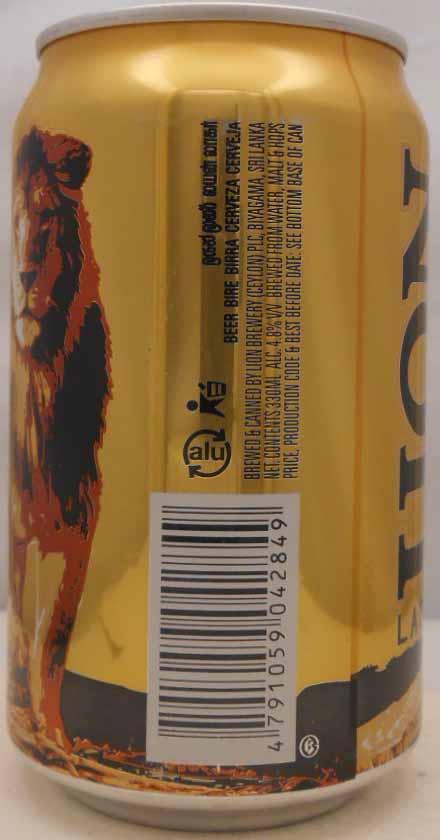 லயன் லாகர்
BEER BIRE BIRRA CERVEZA CERVEJA
BREWED & CANNED BY LION BREWERY (CEYLON) PLC, BIYAGAMA, SRI LANKA
NET CONTENTS 330ML ALC. 4.8% V/V BREWED FROM WATER, MALT & HOPS
PRICE, PRODUCTION CODE & BEST BEFORE DATE: SEE BOTTOM BASE OF CAN
alu
4 791059 042849
LION
LA